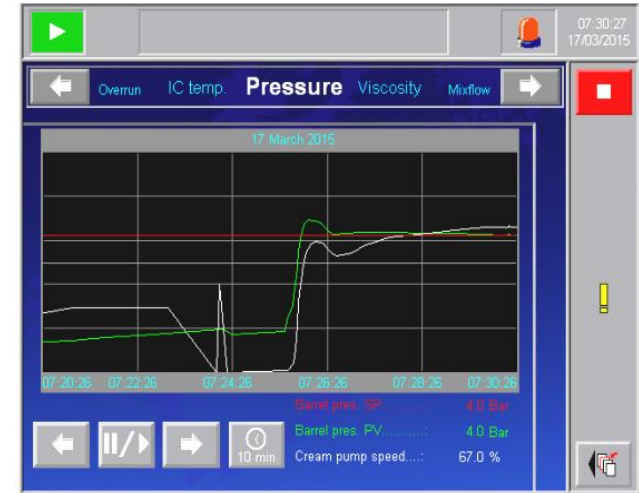 07:30:27
17/03/2015
Overrun IC temp. Pressure Viscosity Mixflow
17 March 2015
07:20:26 07:22:26 07:24:26 07:26:26 07:28:26 07:30:26
Barrel pres. SP..........: 4.0 Bar
Barrel pres. PV..........: 4.0 Bar
10 min
Cream pump speed....: 67.0 %